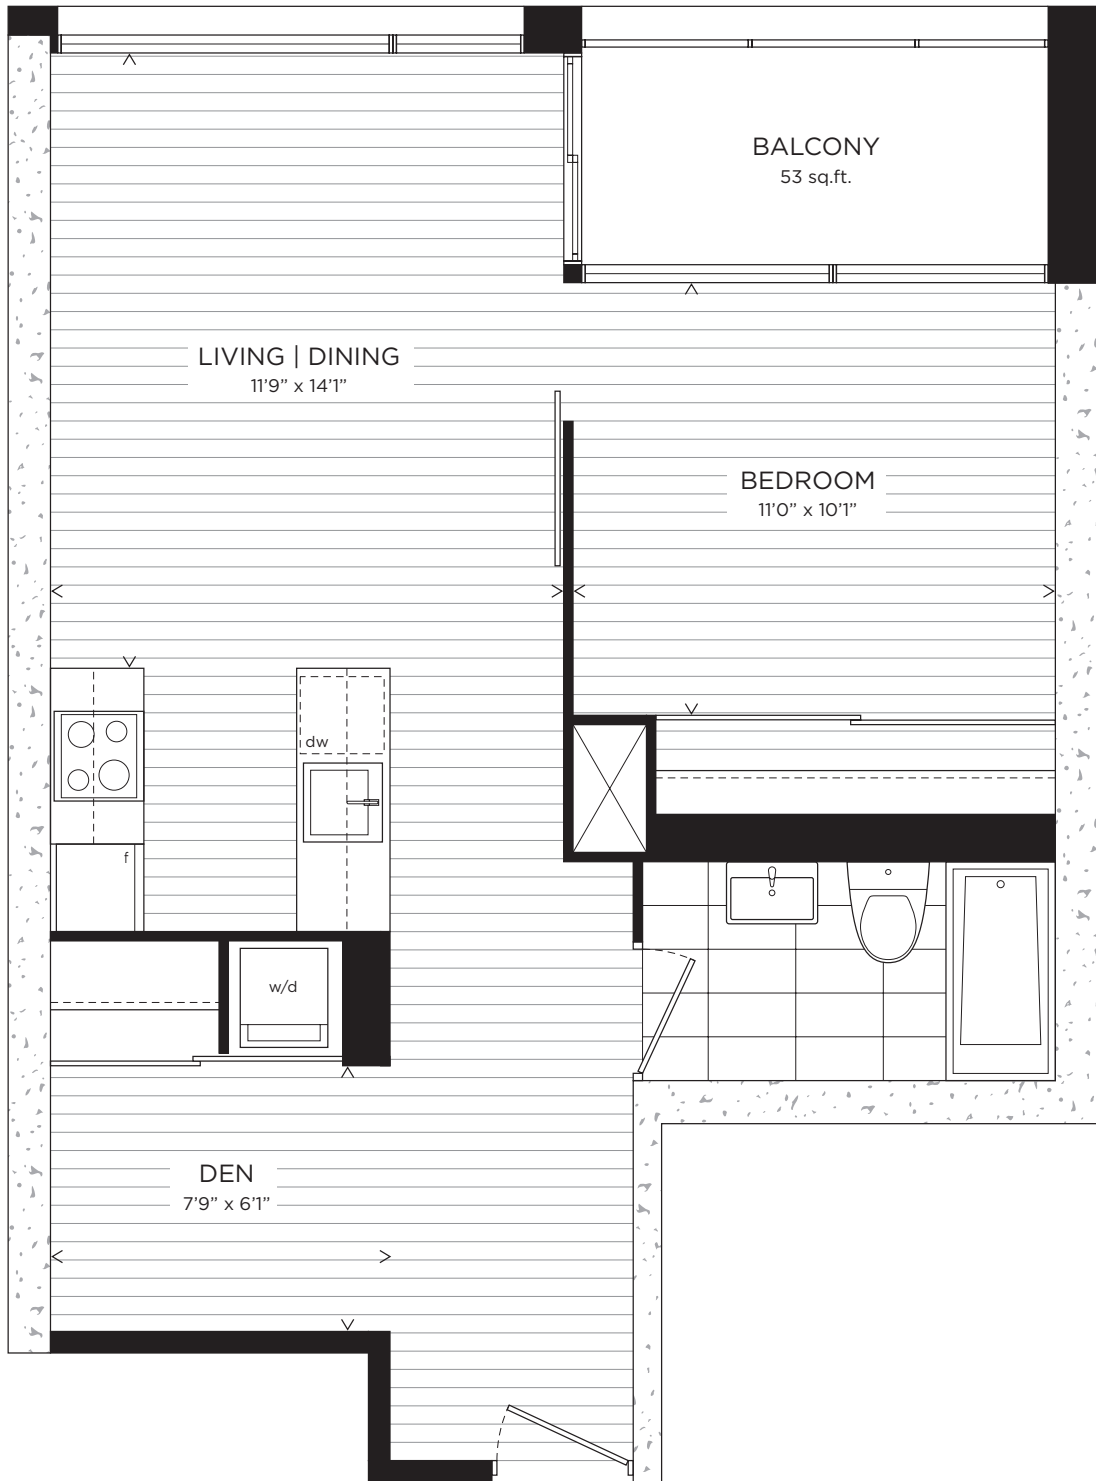 BALCONY
53 sq.ft.
LIVING | DINING
11’9” x 14’1”
BEDROOM
11’0” x 10’1”
dw
f
w/d
DEN
7’9” x 6’1”